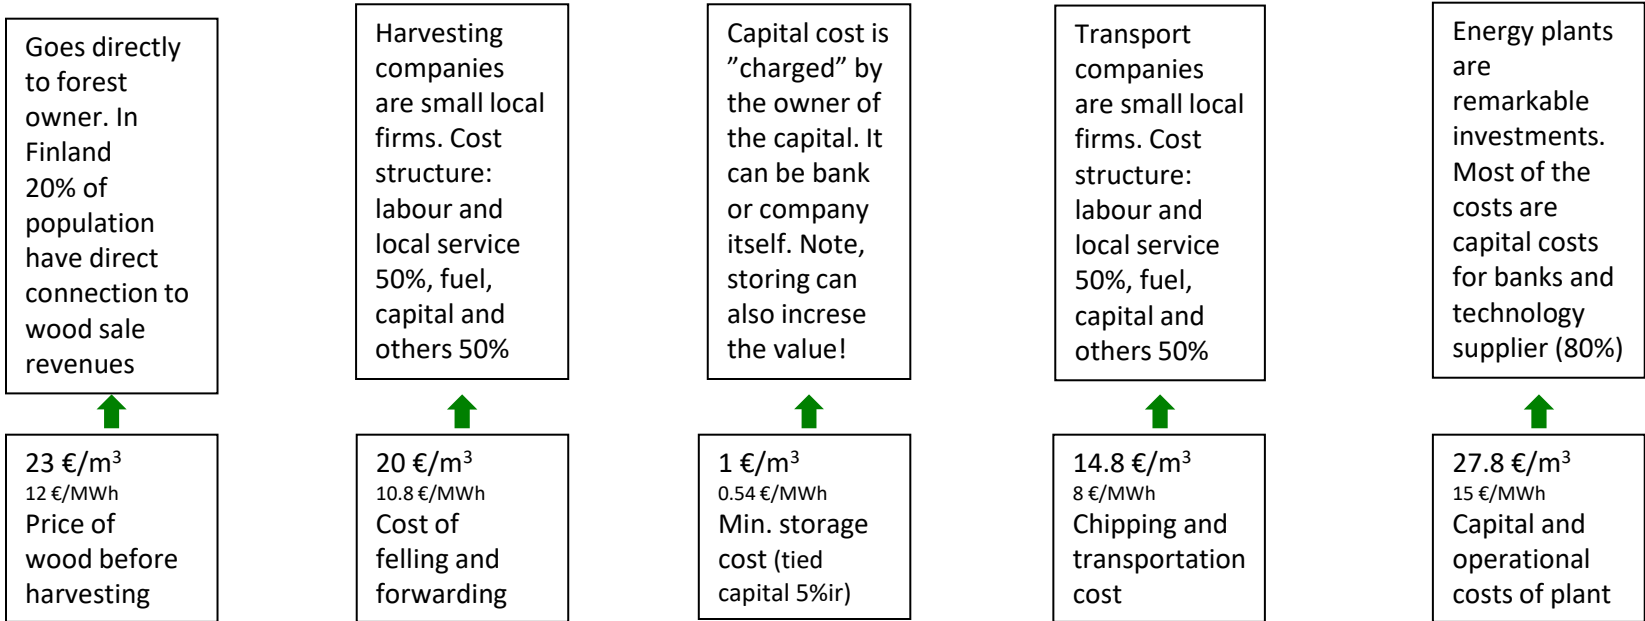 Goes directly
to forest
owner. In
Finland
20% of
population
have direct
connection to
wood sale
revenues
Harvesting
companies
are small local
firms. Cost
structure:
labour and
local service
50%, fuel,
capital and
others 50%
Capital cost is
”charged” by
the owner of
the capital. It
can be bank
or company
itself. Note,
storing can
also increse
the value!
Transport
companies
are small local
firms. Cost
structure:
labour and
local service
50%, fuel,
capital and
others 50%
Energy plants
are
remarkable
investments.
Most of the
costs are
capital costs
for banks and
technology
supplier (80%)
23 €/m³
12 €/MWh
Price of
wood before
harvesting
20 €/m³
10.8 €/MWh
Cost of
felling and
forwarding
1 €/m³
0.54 €/MWh
Min. storage
cost (tied
capital 5%ir)
14.8 €/m³
8 €/MWh
Chipping and
transportation
cost
27.8 €/m³
15 €/MWh
Capital and
operational
costs of plant